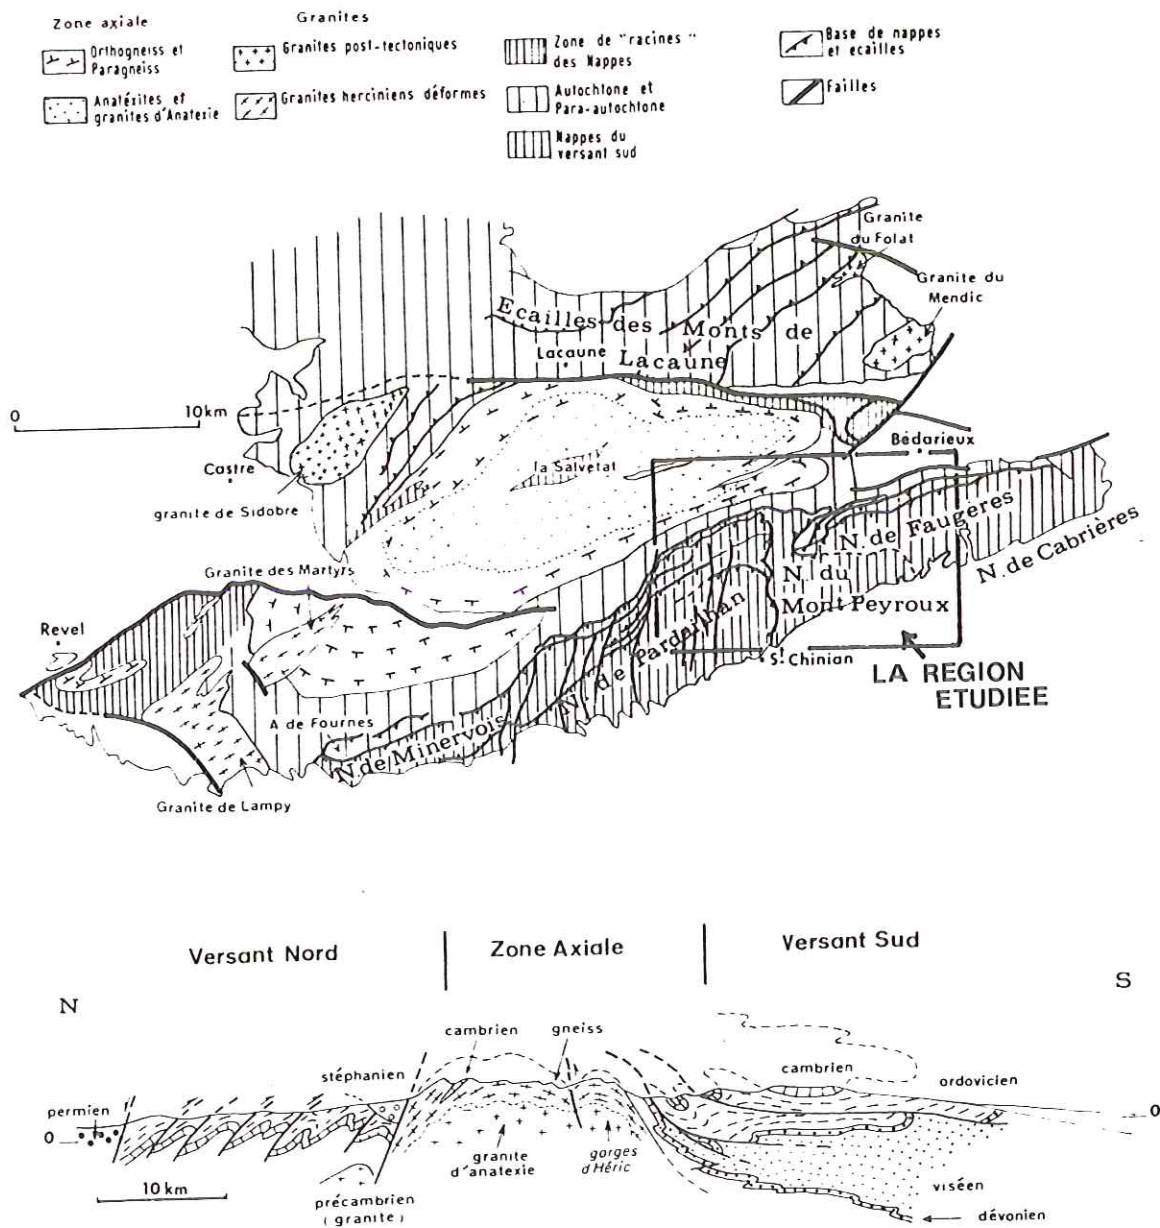 Zone axiale
Orthogneiss et
Paragneiss
Anatéxites et
granites d'Anatexie
Granites
Granites post-tectoniques
Granites herciniens déformes
Zone de "racines"
des Nappes
Autochtone et
Para-autochtone
Nappes du
versant sud
Base de nappes
et ecailles
Failles
Granite
du Folat
Granite du
Mendic
Ecailles des Monts de
Lacaune
Lacaune
0
10km
Castre
la Salvetat
Bédarieux
granite de Sidobre
N. de Faugères
N. de Cabrières
Granite des Martyrs
N. du
Mont Peyroux
Revel
N. de Pardailhan
St Chinian
LA REGION
ETUDIEE
A de Fournes
N. de Minervois
Granite de Lampy
Versant Nord
Zone Axiale
Versant Sud
N
S
cambrien
gneiss
stéphanien
cambrien
ordovicien
permien
0
0
granite
d'anatexie
gorges
d'Héric
10 km
viséen
précambrien
(granite)
dévonien